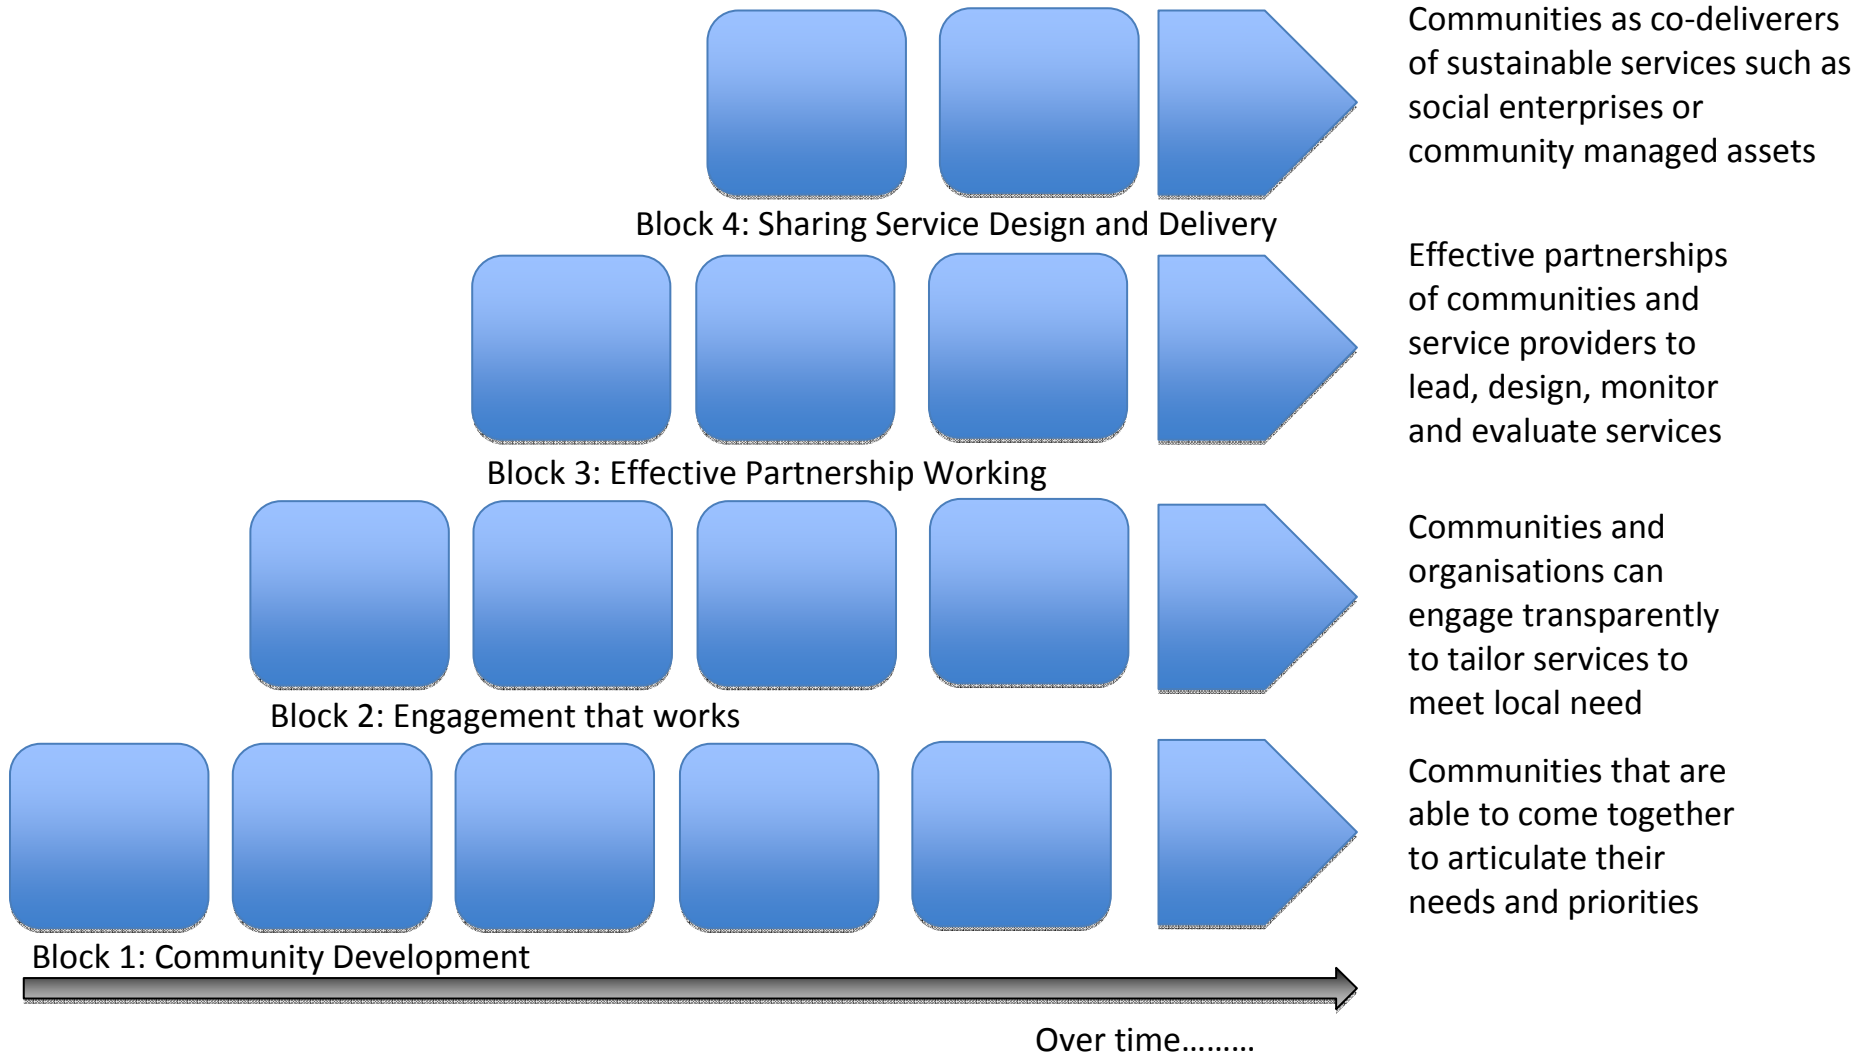 Communities as co-deliverers
of sustainable services such as
social enterprises or
community managed assets
Block 4: Sharing Service Design and Delivery
Effective partnerships
of communities and
service providers to
lead, design, monitor
and evaluate services
Block 3: Effective Partnership Working
Communities and
organisations can
engage transparently
to tailor services to
meet local need
Block 2: Engagement that works
Communities that are
able to come together
to articulate their
needs and priorities
Block 1: Community Development
Over time.........